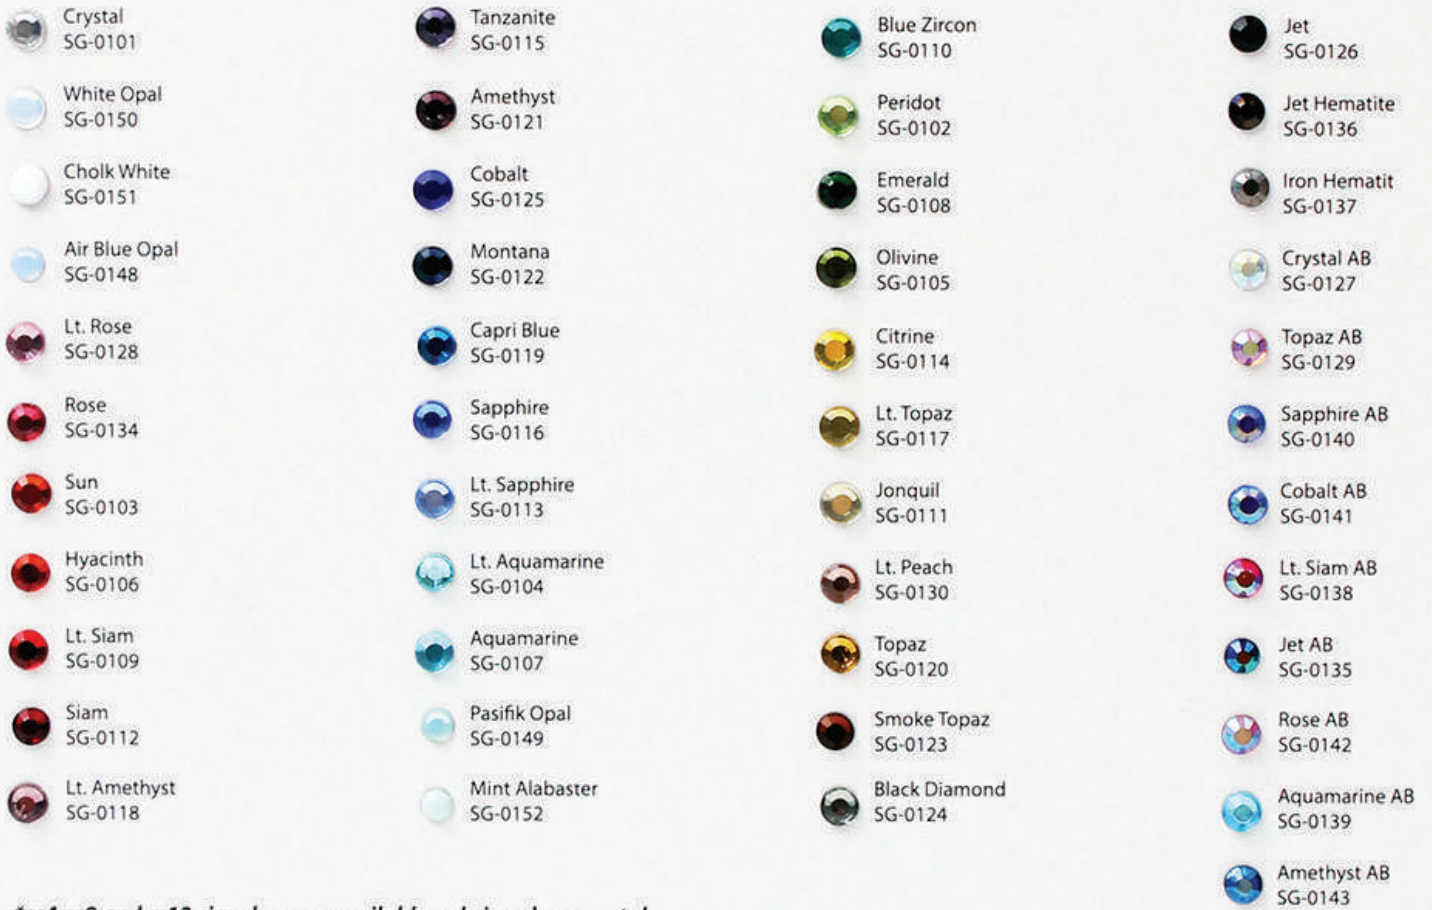 Crystal
SG-0101
White Opal
SG-0150
Cholk White
SG-0151
Air Blue Opal
SG-0148
Lt. Rose
SG-0128
Rose
SG-0134
Sun
SG-0103
Hyacinth
SG-0106
Lt. Siam
SG-0109
Siam
SG-0112
Lt. Amethyst
SG-0118
Tanzanite
SG-0115
Amethyst
SG-0121
Cobalt
SG-0125
Montana
SG-0122
Capri Blue
SG-0119
Sapphire
SG-0116
Lt. Sapphire
SG-0113
Lt. Aquamarine
SG-0104
Aquamarine
SG-0107
Pasifik Opal
SG-0149
Mint Alabaster
SG-0152
Blue Zircon
SG-0110
Peridot
SG-0102
Emerald
SG-0108
Olivine
SG-0105
Citrine
SG-0114
Lt. Topaz
SG-0117
Jonquil
SG-0111
Lt. Peach
SG-0130
Topaz
SG-0120
Smoke Topaz
SG-0123
Black Diamond
SG-0124
Jet
SG-0126
Jet Hematite
SG-0136
Iron Hematit
SG-0137
Crystal AB
SG-0127
Topaz AB
SG-0129
Sapphire AB
SG-0140
Cobalt AB
SG-0141
Lt. Siam AB
SG-0138
Jet AB
SG-0135
Rose AB
SG-0142
Aquamarine AB
SG-0139
Amethyst AB
SG-0143